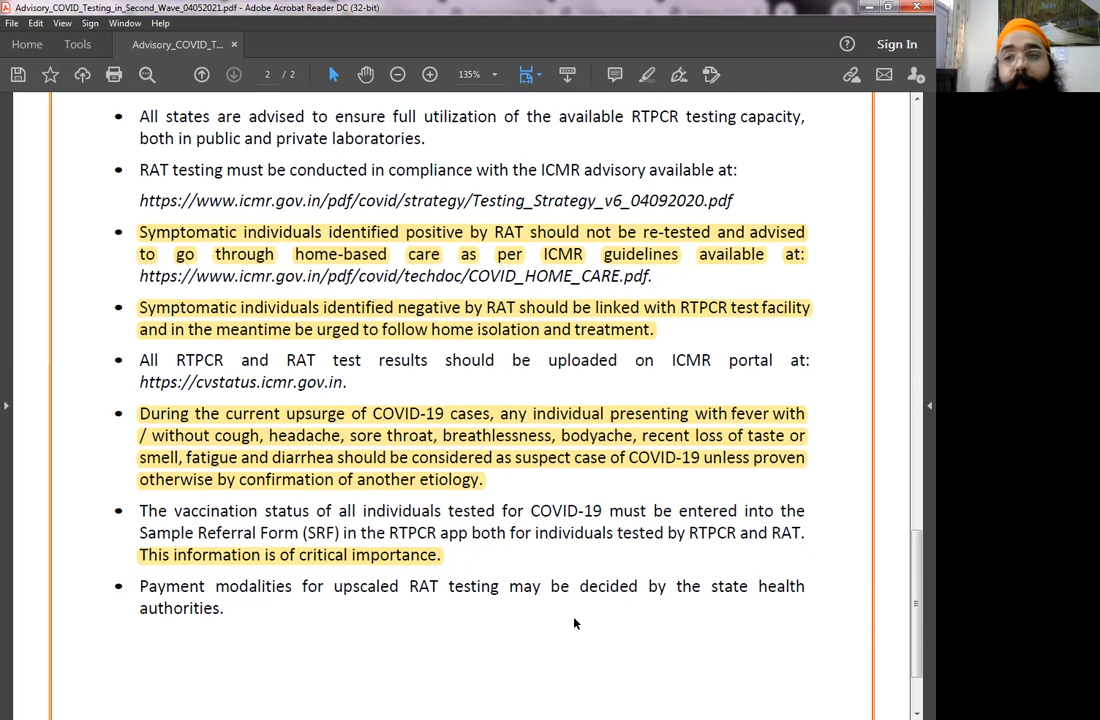 Advisory_COVID_Testing_in_Second_Wave_04052021.pdf - Adobe Acrobat Reader DC (32-bit)
File Edit View Sign Window Help
Home Tools Advisory_COVID_T... × Sign In
2 / 2 135%
• All states are advised to ensure full utilization of the available RTPCR testing capacity,
both in public and private laboratories.
• RAT testing must be conducted in compliance with the ICMR advisory available at:
https://www.icmr.gov.in/pdf/covid/strategy/Testing_Strategy_v6_04092020.pdf
• Symptomatic individuals identified positive by RAT should not be re-tested and advised
to go through home-based care as per ICMR guidelines available at:
https://www.icmr.gov.in/pdf/covid/techdoc/COVID_HOME_CARE.pdf.
• Symptomatic individuals identified negative by RAT should be linked with RTPCR test facility
and in the meantime be urged to follow home isolation and treatment.
• All RTPCR and RAT test results should be uploaded on ICMR portal at:
https://cvstatus.icmr.gov.in.
• During the current upsurge of COVID-19 cases, any individual presenting with fever with
/ without cough, headache, sore throat, breathlessness, bodyache, recent loss of taste or
smell, fatigue and diarrhea should be considered as suspect case of COVID-19 unless proven
otherwise by confirmation of another etiology.
• The vaccination status of all individuals tested for COVID-19 must be entered into the
Sample Referral Form (SRF) in the RTPCR app both for individuals tested by RTPCR and RAT.
This information is of critical importance.
• Payment modalities for upscaled RAT testing may be decided by the state health
authorities.